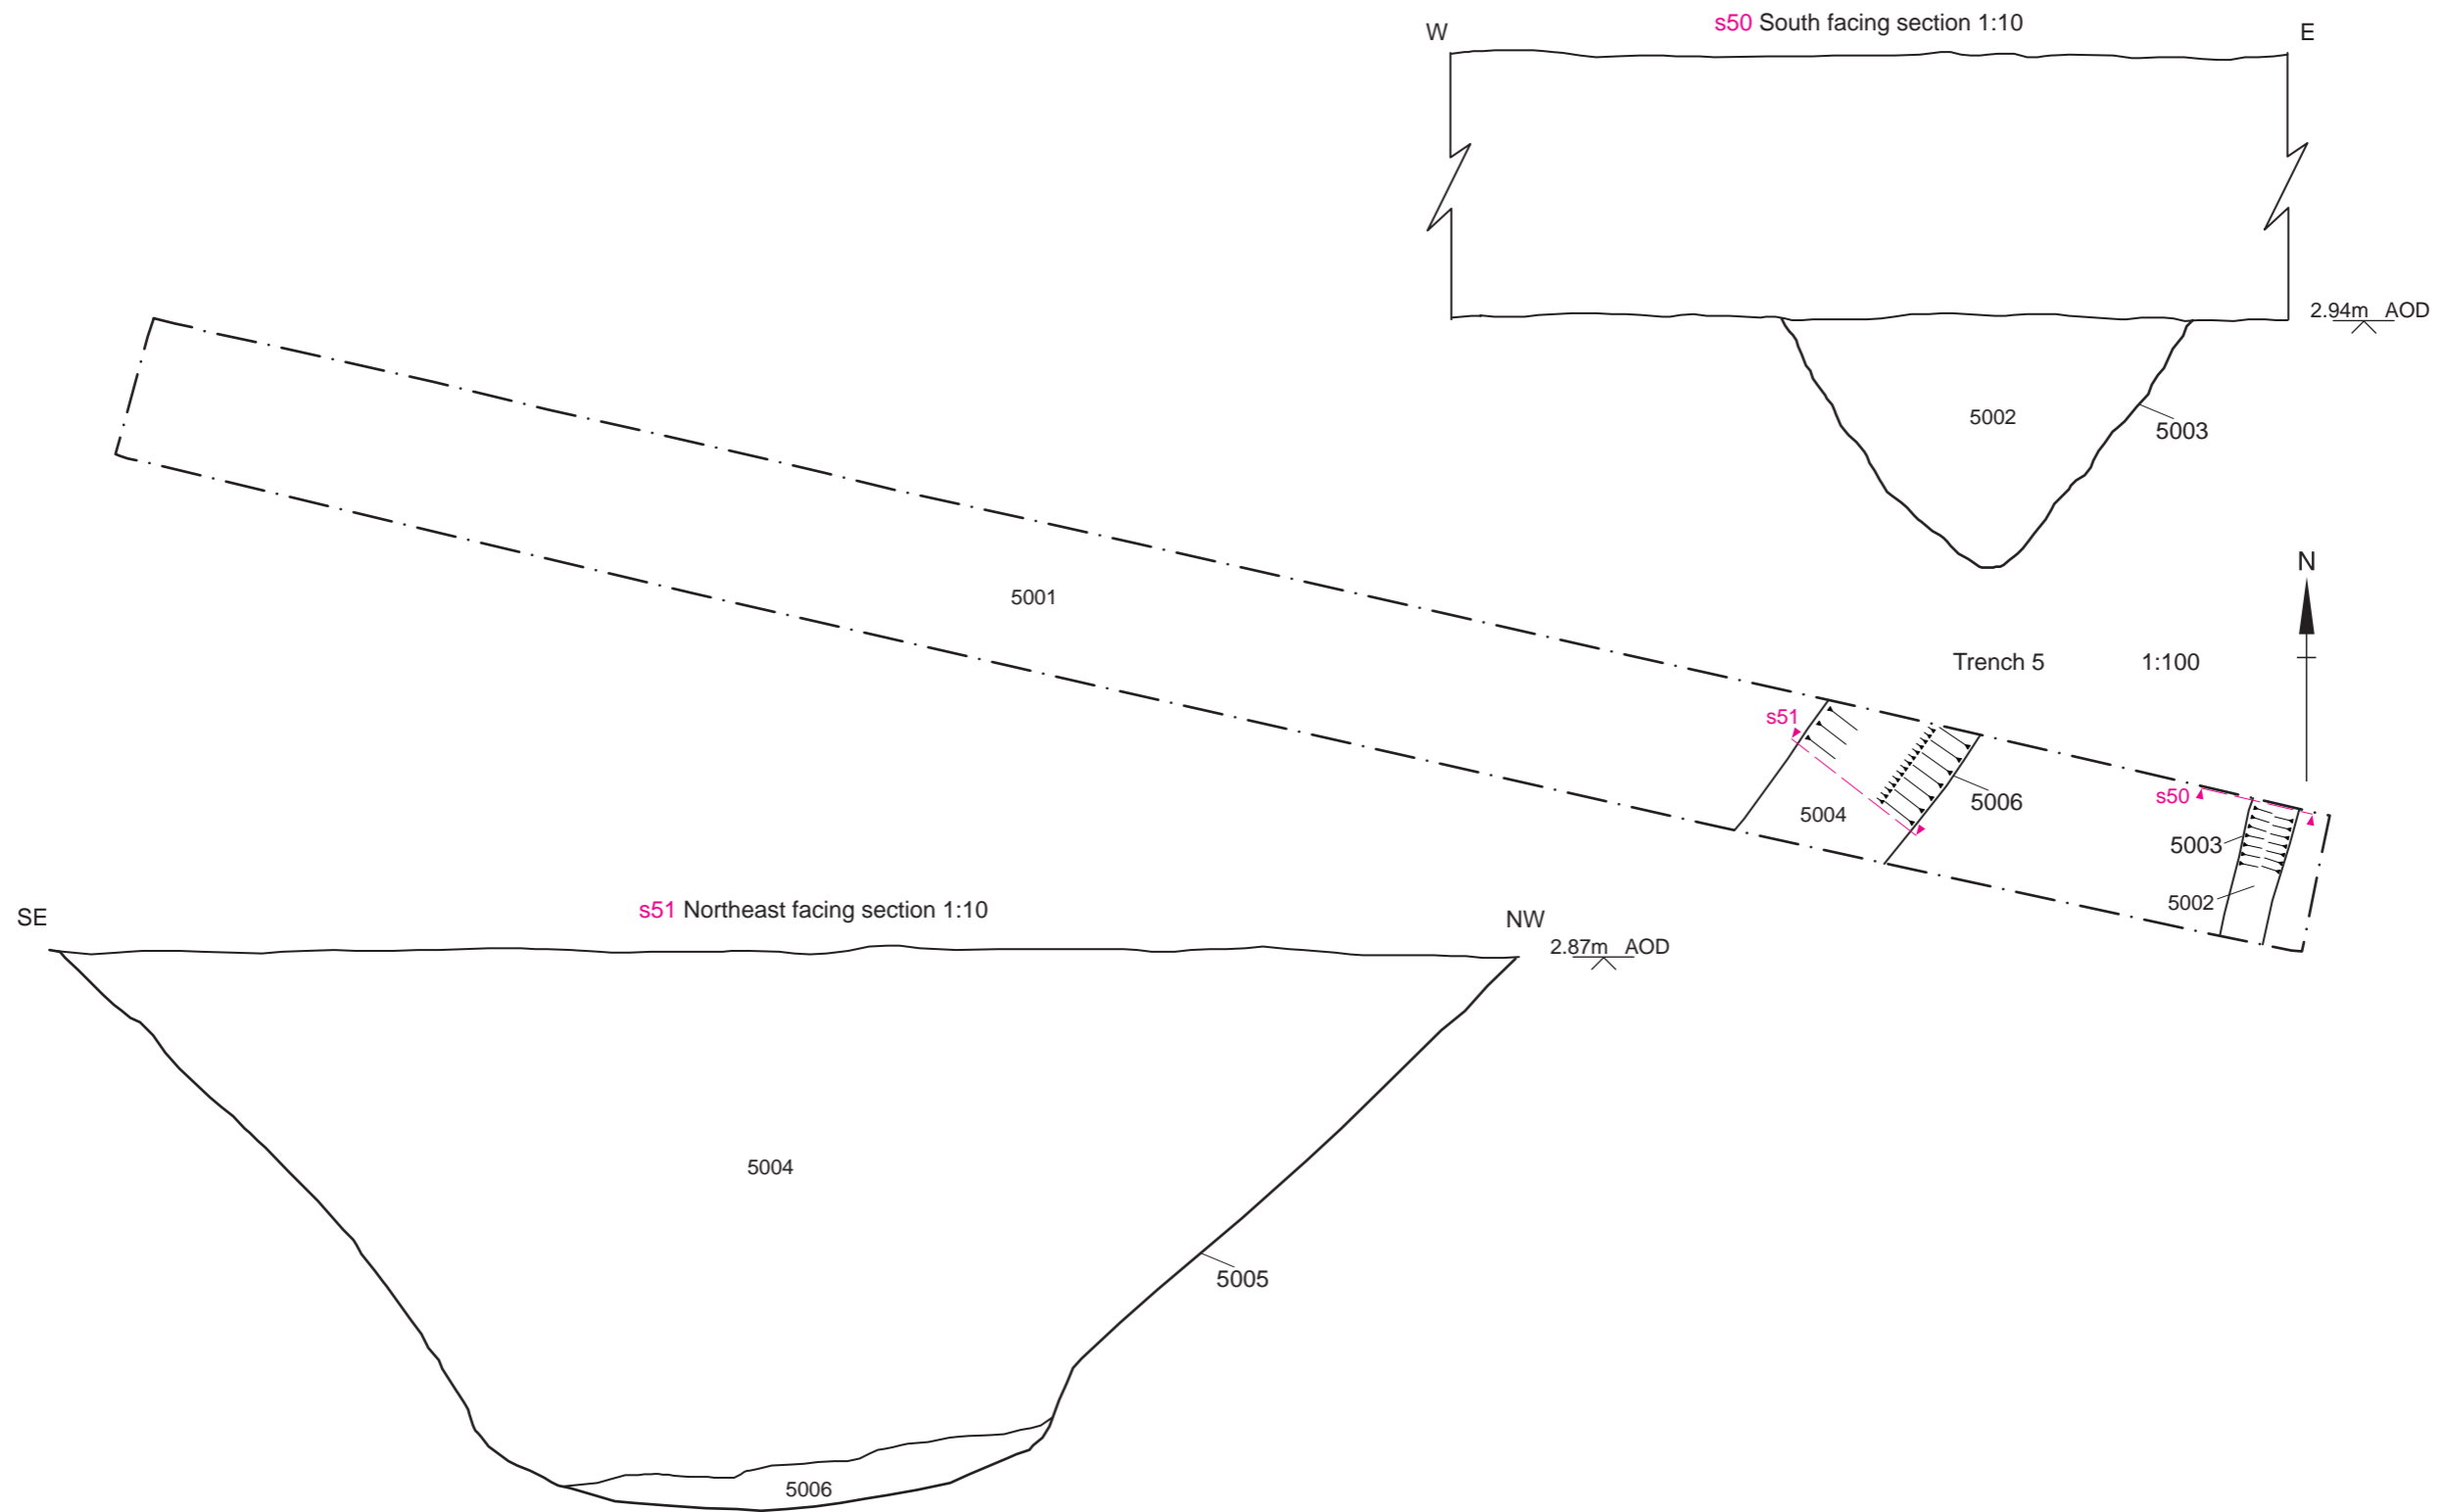 s50 South facing section 1:10
W
E
2.94m AOD
5002
5003
N
5001
Trench 5 1:100
s51
s50
5006
5004
5003
5002
s51 Northeast facing section 1:10
SE
NW
2.87m AOD
5004
5005
5006